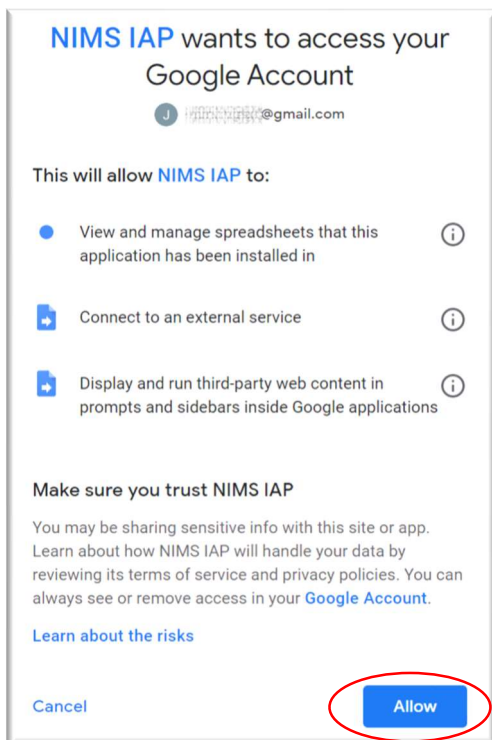 NIMS IAP wants to access your
Google Account
J @gmail.com
This will allow NIMS IAP to:
View and manage spreadsheets that this
application has been installed in
Connect to an external service
Display and run third-party web content in
prompts and sidebars inside Google applications
Make sure you trust NIMS IAP
You may be sharing sensitive info with this site or app.
Learn about how NIMS IAP will handle your data by
reviewing its terms of service and privacy policies. You can
always see or remove access in your Google Account.
Learn about the risks
Cancel
Allow